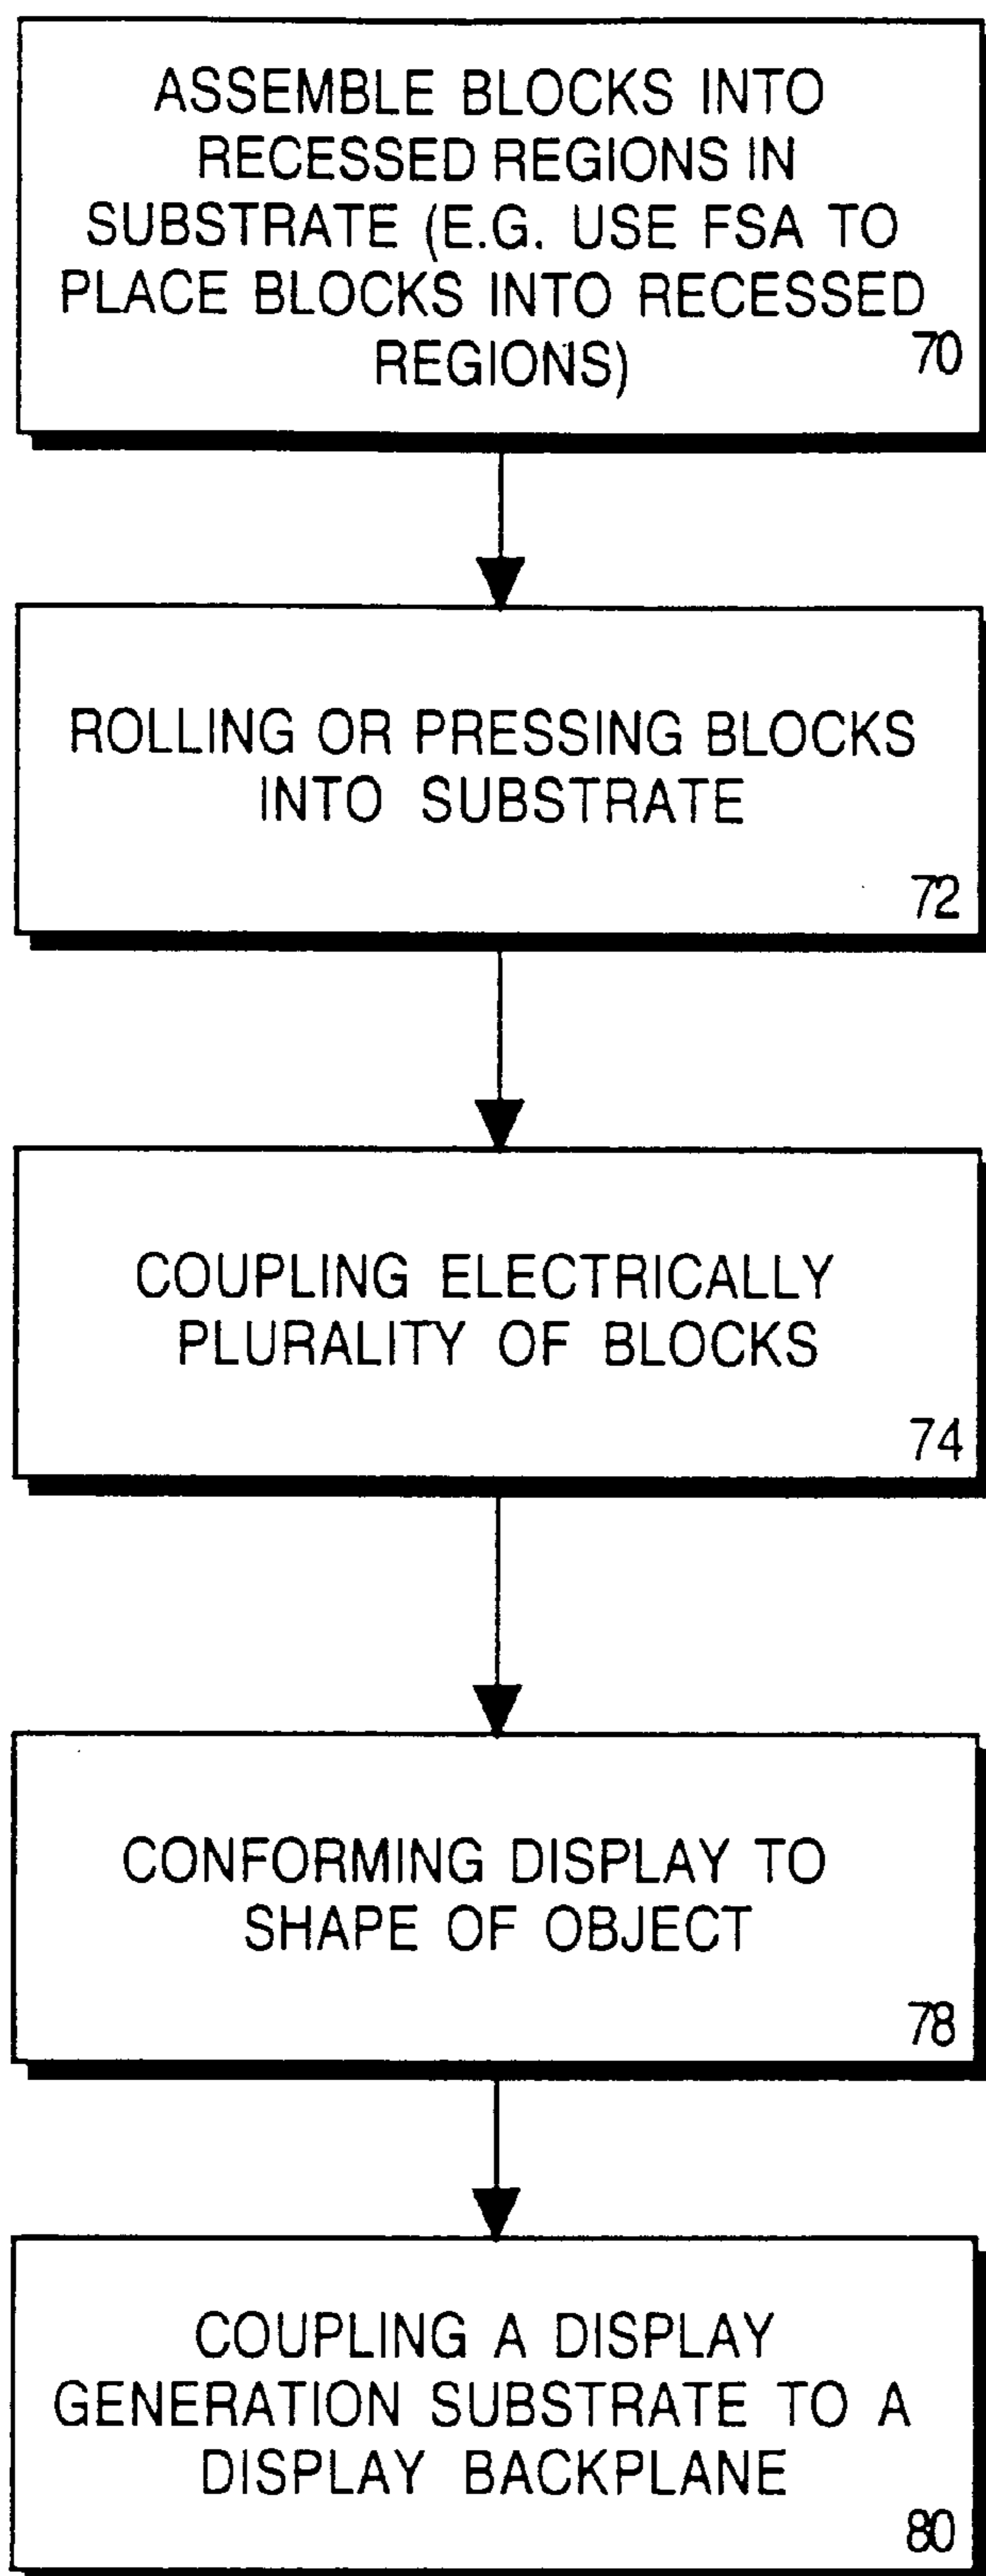 ASSEMBLE BLOCKS INTO
RECESSED REGIONS IN
SUBSTRATE (E.G. USE FSA TO
PLACE BLOCKS INTO RECESSED
REGIONS)
70
ROLLING OR PRESSING BLOCKS
INTO SUBSTRATE
72
COUPLING ELECTRICALLY
PLURALITY OF BLOCKS
74
CONFORMING DISPLAY TO
SHAPE OF OBJECT
78
COUPLING A DISPLAY
GENERATION SUBSTRATE TO A
DISPLAY BACKPLANE
80